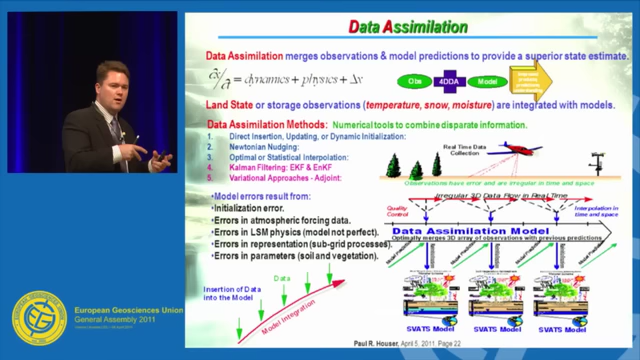 Data Assimilation
Data Assimilation merges observations & model predictions to provide a superior state estimate.
∂x/∂t = dynamics + physics + Δx
Obs
4DDA
Model
Land State or storage observations (temperature, snow, moisture) are integrated with models.
Data Assimilation Methods: Numerical tools to combine disparate information.
1. Direct Insertion, Updating, or Dynamic Initialization:
2. Newtonian Nudging:
3. Optimal or Statistical Interpolation:
4. Kalman Filtering: EKF & EnKF
5. Variational Approaches - Adjoint:
Real Time Data
Collection
Observations have error and are irregular in time and space
Irregular 3D Data Flow in Real Time
Quality
Control
Interpolation in
time and space
Data Assimilation Model
Optimally merges 3D array of observations with previous predictions
•Model errors result from:
•Initialization error.
•Errors in atmospheric forcing data.
•Errors in LSM physics (model not perfect).
•Errors in representation (sub-grid processes).
•Errors in parameters (soil and vegetation).
Model Prediction
Model Prediction
Model Prediction
Insertion of Data
into the Model
Data
Model Integration
SVATS Model
SVATS Model
SVATS Model
Paul R. Houser, April 5, 2011, Page 22
European Geosciences Union
General Assembly 2011
EGU